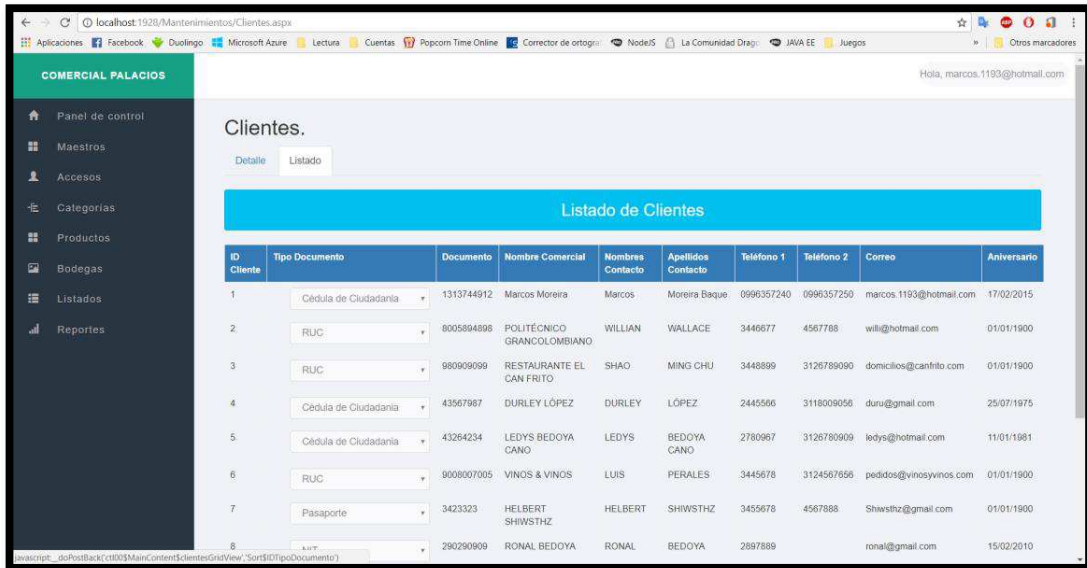 localhost:1928/Mantenimientos/Clientes.aspx
Aplicaciones Facebook Duolingo Microsoft Azure Lectura Cuentas Popcorn Time Online Corrector de ortogra NodeJS La Comunidad Drago JAVA EE Juegos » Otros marcadores
COMERCIAL PALACIOS
Hola, marcos.1193@hotmail.com
Panel de control
Maestros
Accesos
Categorías
Productos
Bodegas
Listados
Reportes
Clientes.
Detalle Listado
Listado de Clientes
ID Cliente Tipo Documento Documento Nombre Comercial Nombres Contacto Apellidos Contacto Teléfono 1 Teléfono 2 Correo Aniversario
1 Cédula de Ciudadanía 1313744912 Marcos Moreira Marcos Moreira Baque 0996357240 0996357250 marcos.1193@hotmail.com 17/02/2015
2 RUC 8005894898 POLITÉCNICO GRANCOLOMBIANO WILLIAN WALLACE 3446677 4567788 willi@hotmail.com 01/01/1900
3 RUC 980909099 RESTAURANTE EL CAN FRITO SHAO MING CHU 3448899 3126789090 domicilios@canfrito.com 01/01/1900
4 Cédula de Ciudadanía 43567987 DURLEY LÓPEZ DURLEY LÓPEZ 2445566 3118009056 duru@gmail.com 25/07/1975
5 Cédula de Ciudadanía 43264234 LEDYS BEDOYA CANO LEDYS BEDOYA CANO 2780967 3126780909 ledys@hotmail.com 11/01/1981
6 RUC 9008007005 VINOS & VINOS LUIS PERALES 3445678 3124567656 pedidos@vinosyvinos.com 01/01/1900
7 Pasaporte 3423323 HELBERT SHIWSTHZ HELBERT SHIWSTHZ 3455678 4567888 Shiwsthz@gmail.com 01/01/1900
8 NIT 290290909 RONAL BEDOYA RONAL BEDOYA 2897889 ronal@gmail.com 15/02/2010
javascript:__doPostBack('ctl00$MainContent$clientesGridView','Sort$IDTipoDocumento')